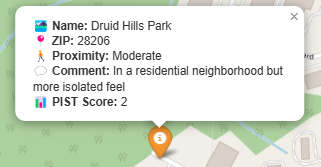 Name: Druid Hills Park
ZIP: 28206
Proximity: Moderate
Comment: In a residential neighborhood but
more isolated feel
PIST Score: 2